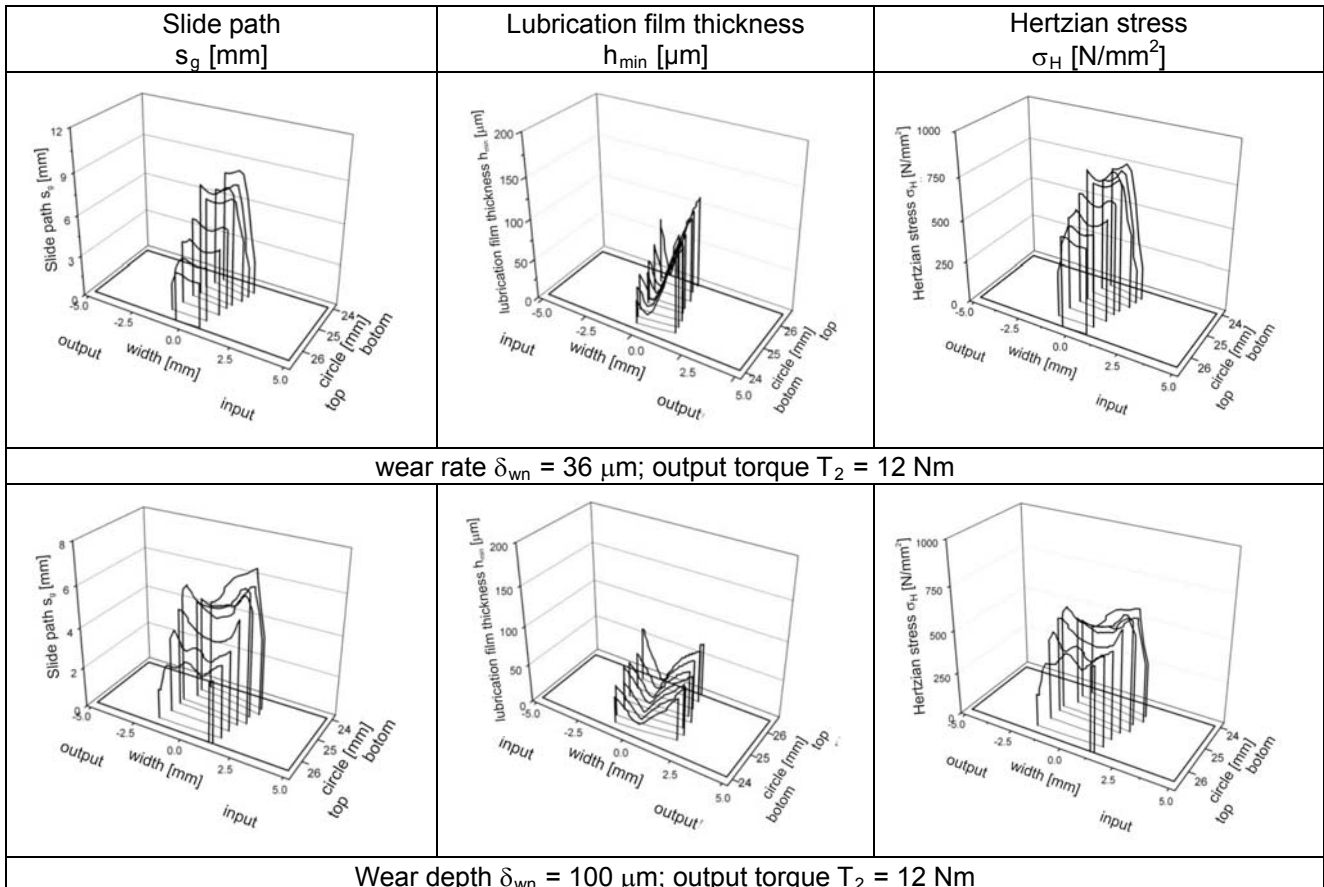 Slide path
s_g [mm]
Lubrication film thickness
h_min [µm]
Hertzian stress
σ_H [N/mm²]
Slide path s_g [mm]
12
9
6
3
0
-5.0
-2.5
0.0
2.5
5.0
output
width [mm]
input
24
25
26
circle [mm]
botom
top
lubrication film thickness h_min [µm]
200
150
100
50
0
-5.0
-2.5
0.0
2.5
5.0
input
width [mm]
output
26
25
24
circle [mm]
top
bottom
Hertzian stress σ_H [N/mm²]
1000
750
500
250
0
-5.0
-2.5
0.0
2.5
5.0
output
width [mm]
input
24
25
26
circle [mm]
botom
top
wear rate δ_wn = 36 µm; output torque T_2 = 12 Nm
Slide path s_g [mm]
8
6
4
2
0
-5.0
-2.5
0.0
2.5
5.0
output
width [mm]
input
24
25
26
circle [mm]
botom
top
lubrication film thickness h_min [µm]
200
150
100
50
0
-5.0
-2.5
0.0
2.5
5.0
input
width [mm]
output
26
25
24
circle [mm]
top
botom
Hertzian stress σ_H [N/mm²]
1000
750
500
250
0
-5.0
-2.5
0.0
2.5
5.0
output
width [mm]
input
24
25
26
circle [mm]
botom
top
Wear depth δ_wn = 100 µm; output torque T_2 = 12 Nm